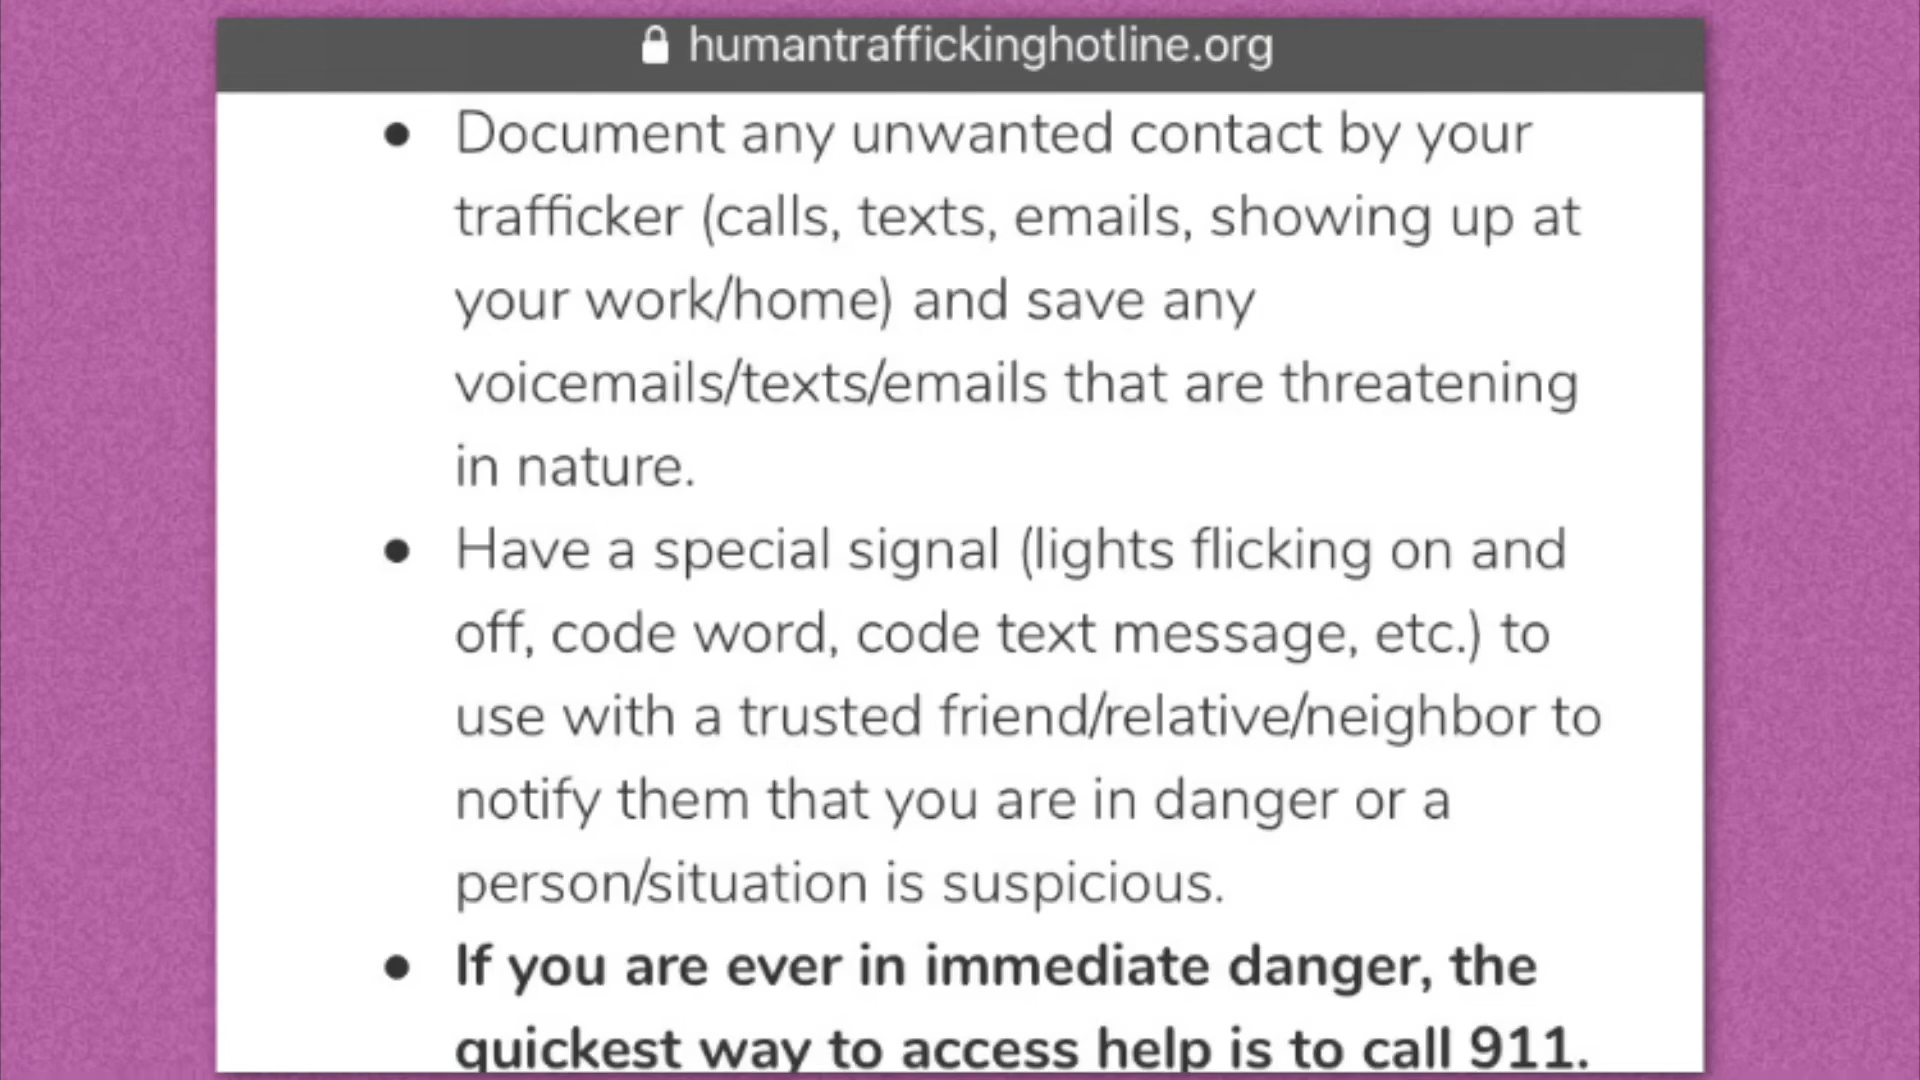 humantraffickinghotline.org
● Document any unwanted contact by your
trafficker (calls, texts, emails, showing up at
your work/home) and save any
voicemails/texts/emails that are threatening
in nature.
● Have a special signal (lights flicking on and
off, code word, code text message, etc.) to
use with a trusted friend/relative/neighbor to
notify them that you are in danger or a
person/situation is suspicious.
● If you are ever in immediate danger, the
quickest way to access help is to call 911.